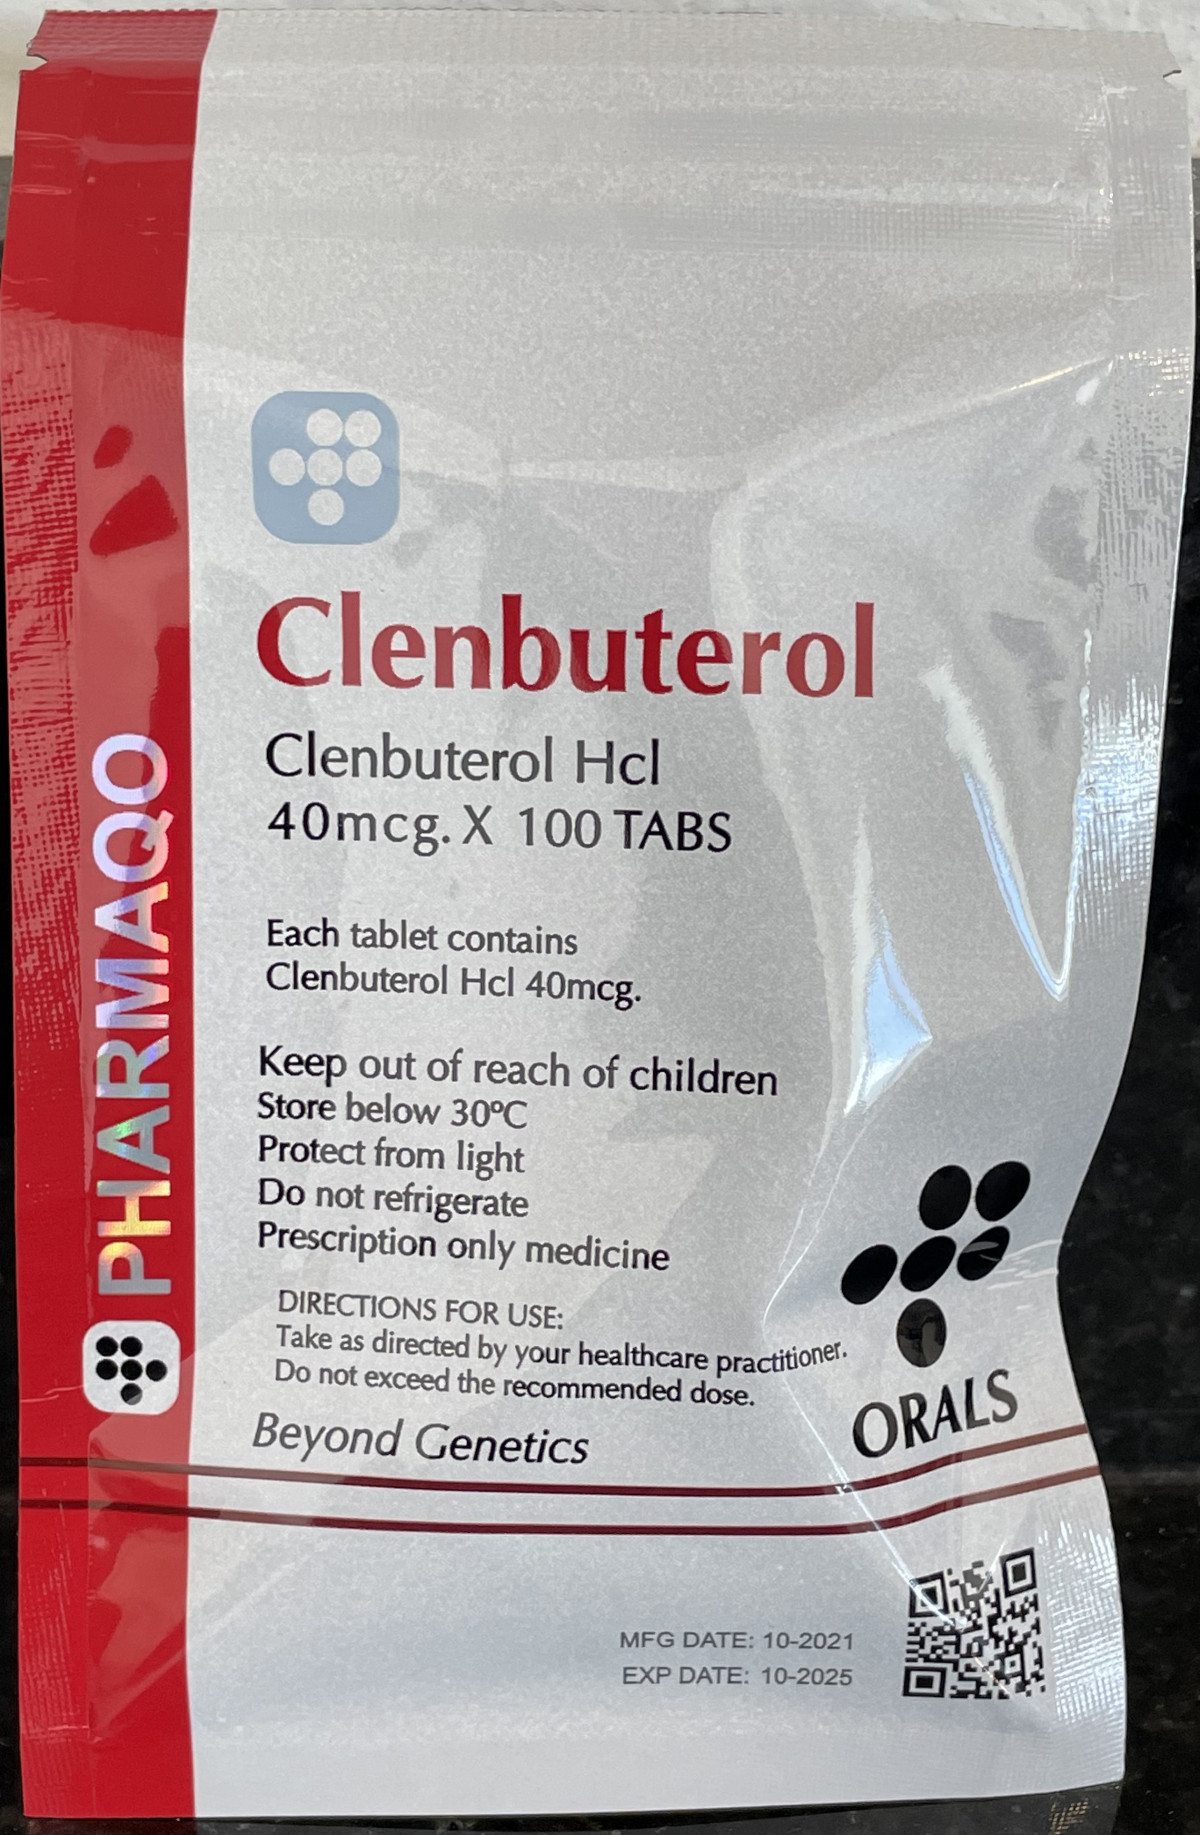 PHARMAQO
Clenbuterol
Clenbuterol Hcl
40mcg. X 100 TABS
Each tablet contains
Clenbuterol Hcl 40mcg.
Keep out of reach of children
Store below 30ºC
Protect from light
Do not refrigerate
Prescription only medicine
DIRECTIONS FOR USE:
Take as directed by your healthcare practitioner.
Do not exceed the recommended dose.
Beyond Genetics
ORALS
MFG DATE: 10-2021
EXP DATE: 10-2025